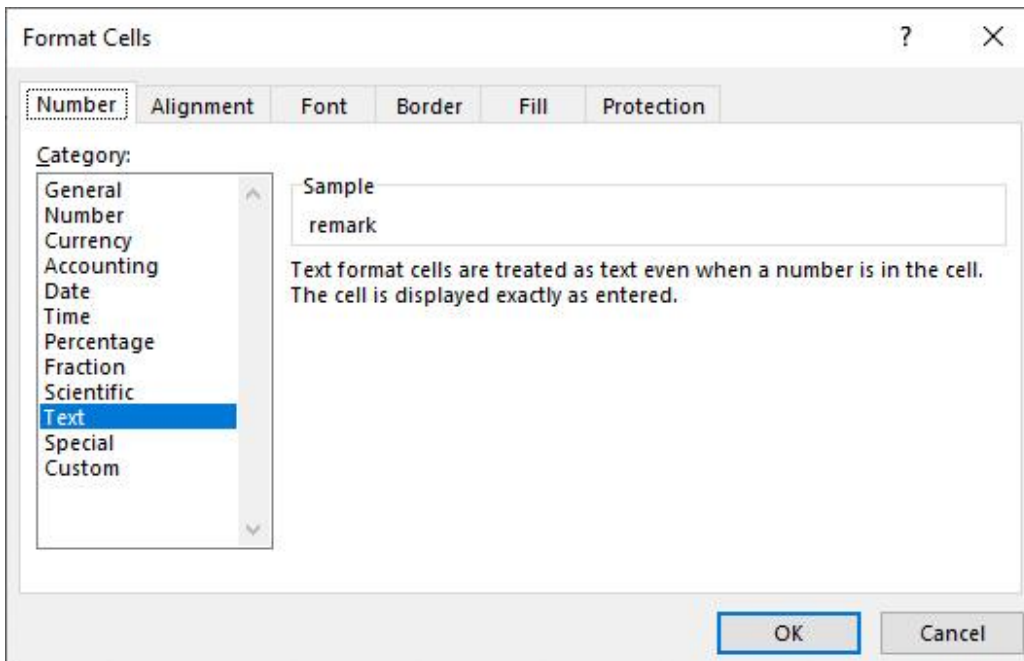 Format Cells
?
Number
Alignment
Font
Border
Fill
Protection
Category:
General
Number
Currency
Accounting
Date
Time
Percentage
Fraction
Scientific
Text
Special
Custom
Sample
remark
Text format cells are treated as text even when a number is in the cell.
The cell is displayed exactly as entered.
OK
Cancel